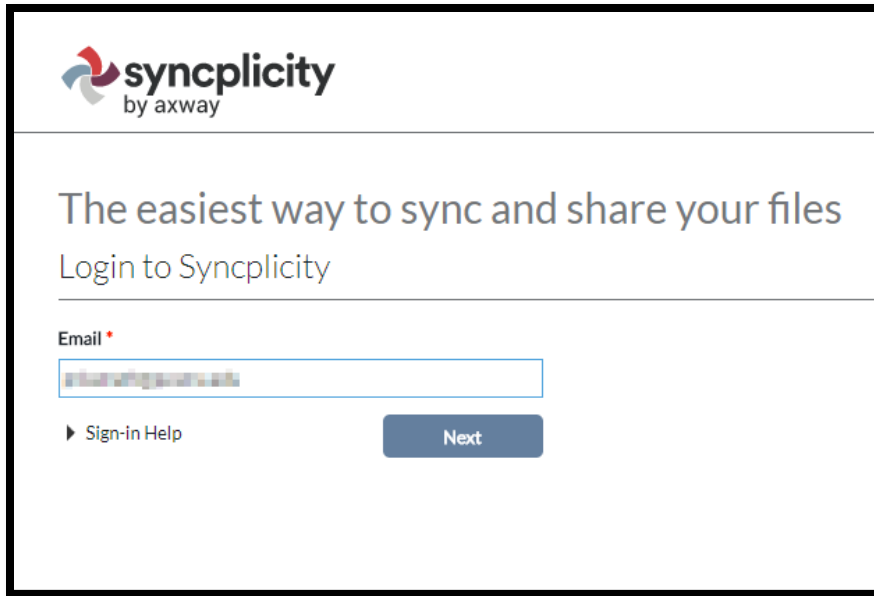 syncplicity
by axway
The easiest way to sync and share your files
Login to Syncplicity
Email *
Sign-in Help
Next